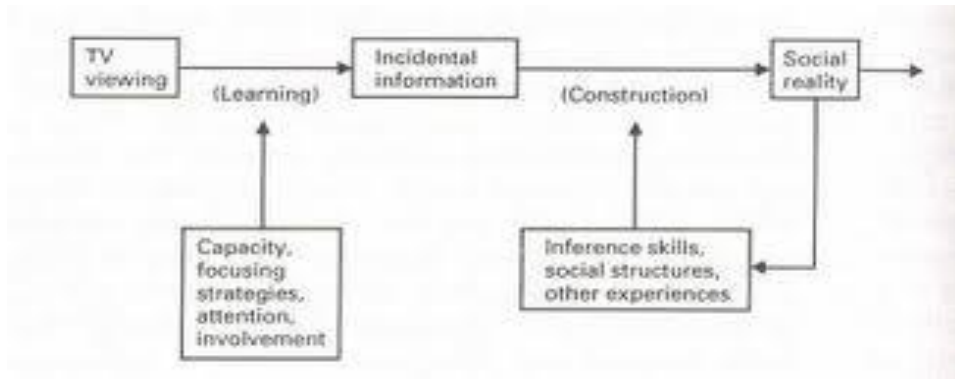 TV
viewing
(Learning)
Incidental
information
(Construction)
Social
reality
Capacity,
focusing
strategies,
attention,
involvement
Inference skills,
social structures,
other experiences